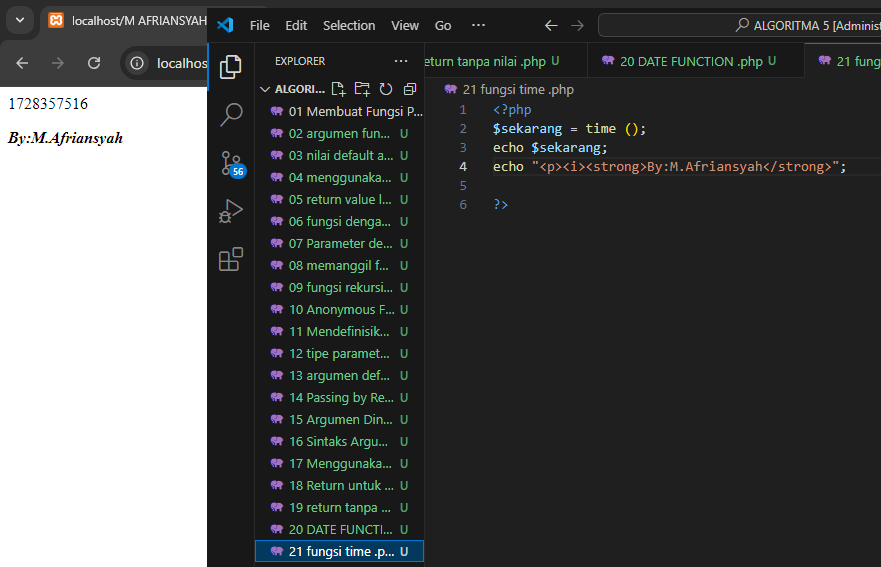 localhost/M AFRIANSYAH
localhos
1728357516
By:M.Afriansyah
File Edit Selection View Go ...
ALGORITMA 5 [Administ
EXPLORER ...
ALGORI...
01 Membuat Fungsi P...
02 argumen fun... U
03 nilai default a... U
04 menggunaka... U
05 return value l... U
06 fungsi denga... U
07 Parameter de... U
08 memanggil f... U
09 fungsi rekursi... U
10 Anonymous F... U
11 Mendefinisik... U
12 tipe paramet... U
13 argumen def... U
14 Passing by Re... U
15 Argumen Din... U
16 Sintaks Argu... U
17 Menggunaka... U
18 Return untuk ... U
19 return tanpa ... U
20 DATE FUNCTI... U
21 fungsi time .p... U
56
eturn tanpa nilai .php U
20 DATE FUNCTION .php U
21 fung
21 fungsi time .php
1 <?php
2 $sekarang = time ();
3 echo $sekarang;
4 echo "<p><i><strong>By:M.Afriansyah</strong>";
5
6 ?>